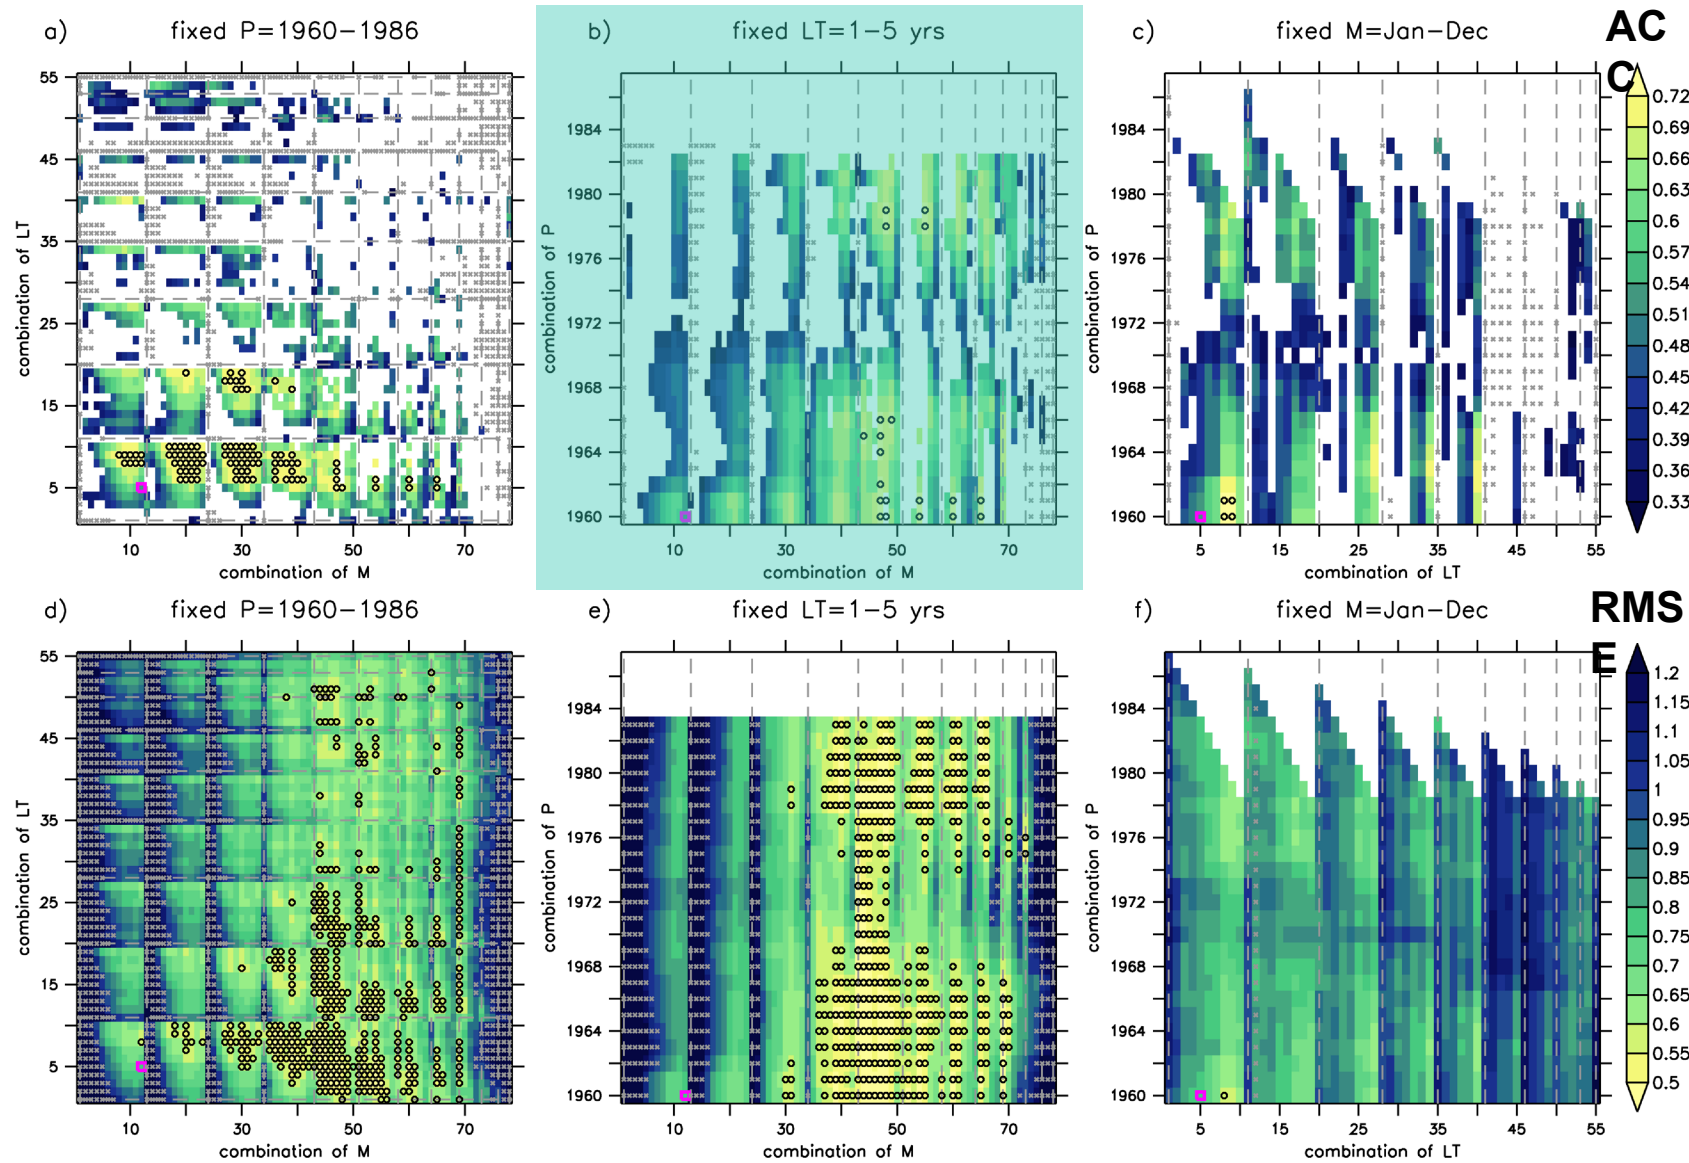 a) fixed P=1960-1986
b) fixed LT=1-5 yrs
c) fixed M=Jan-Dec
AC
C
55
45
35
25
15
5
combination of LT
10 30 50 70
combination of M
1984
1980
1976
1972
1968
1964
1960
combination of P
10 30 50 70
combination of M
1984
1980
1976
1972
1968
1964
1960
combination of P
5 15 25 35 45 55
combination of LT
0.72
0.69
0.66
0.63
0.6
0.57
0.54
0.51
0.48
0.45
0.42
0.39
0.36
0.33
d) fixed P=1960-1986
e) fixed LT=1-5 yrs
f) fixed M=Jan-Dec
RMS
E
55
45
35
25
15
5
combination of LT
10 30 50 70
combination of M
1984
1980
1976
1972
1968
1964
1960
combination of P
10 30 50 70
combination of M
1984
1980
1976
1972
1968
1964
1960
combination of P
5 15 25 35 45 55
combination of LT
1.2
1.15
1.1
1.05
1
0.95
0.9
0.85
0.8
0.75
0.7
0.65
0.6
0.55
0.5